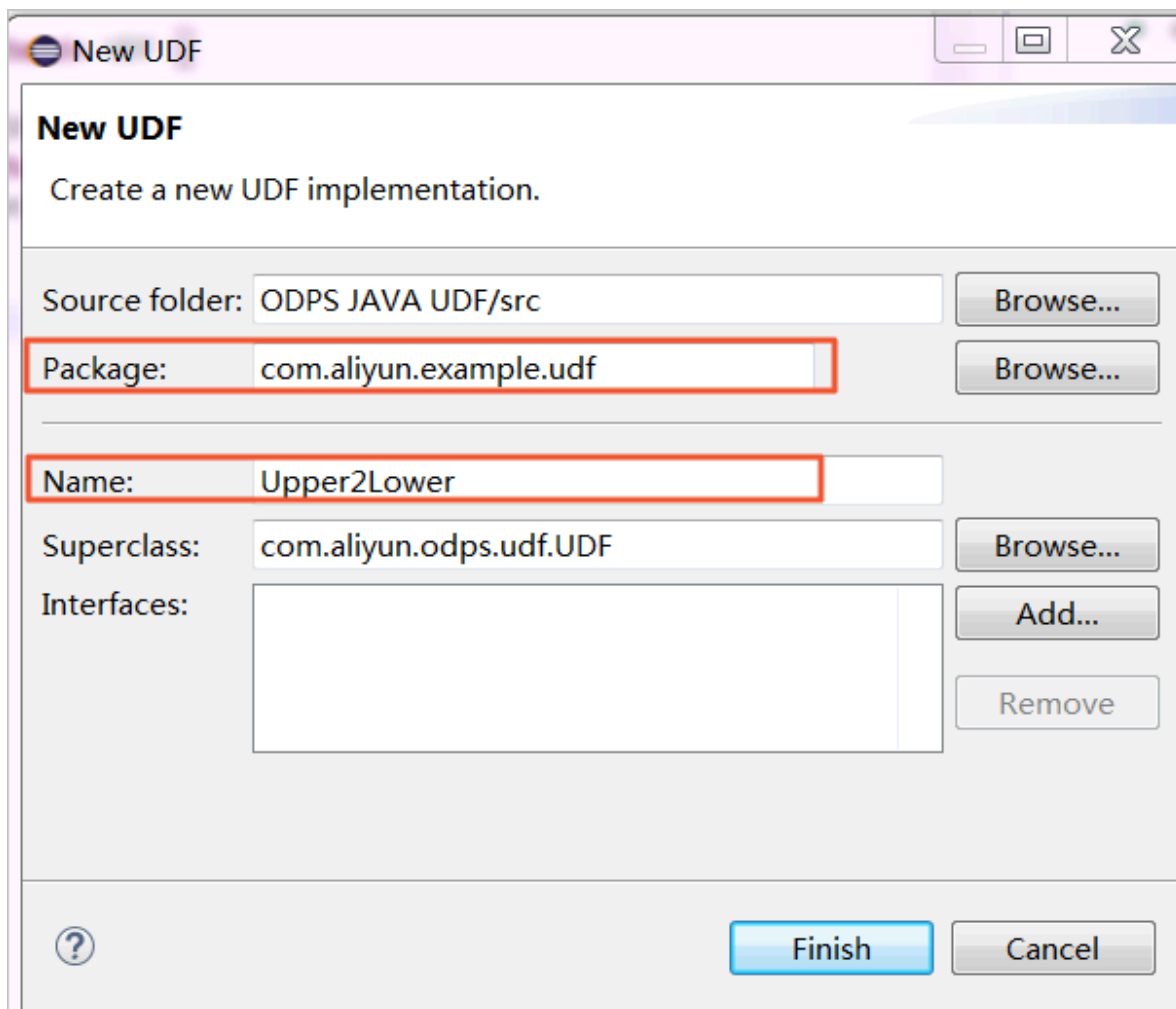 New UDF
New UDF
Create a new UDF implementation.
Source folder: ODPS JAVA UDF/src Browse...
Package: com.aliyun.example.udf Browse...
Name: Upper2Lower
Superclass: com.aliyun.odps.udf.UDF Browse...
Interfaces: Add...
Remove
? Finish Cancel